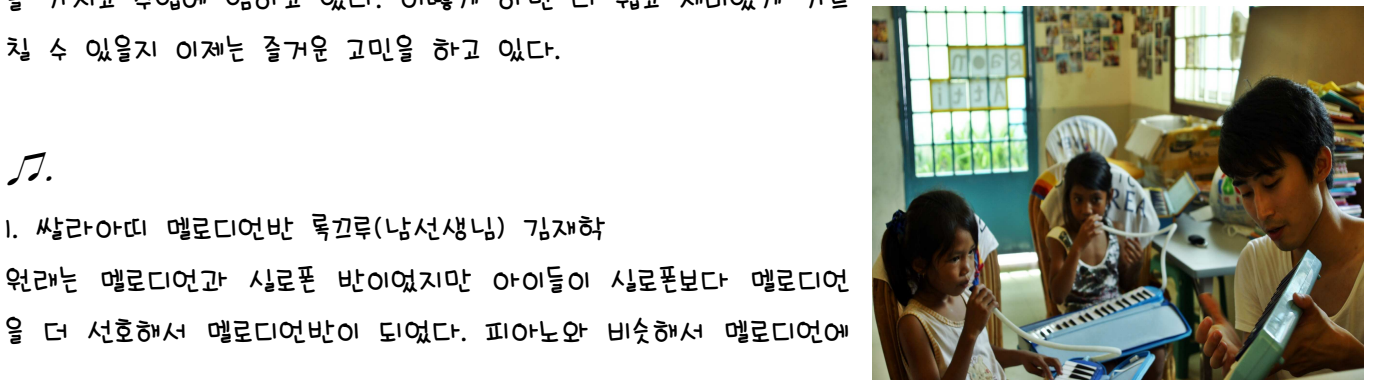 칠 수 있을지 이제는 즐거운 고민을 하고 있다.
♫.
1. 쌀라아띠 멜로디언반 록끄루(남선생님) 김재학
원래는 멜로디언과 실로폰 반이었지만 아이들이 실로폰보다 멜로디언
을 더 선호해서 멜로디언반이 되었다. 피아노와 비슷해서 멜로디언에
Raon
Atti